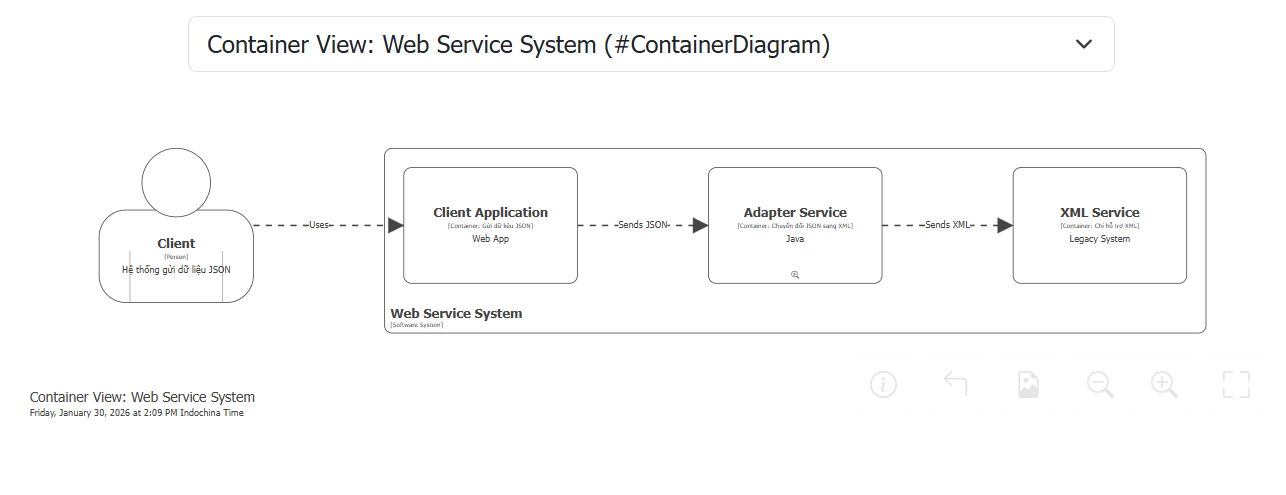 Container View: Web Service System (#ContainerDiagram)
Client
[Person]
Hệ thống gửi dữ liệu JSON
Uses
Client Application
[Container: Gửi dữ liệu JSON]
Web App
Sends JSON
Adapter Service
[Container: Chuyển đổi JSON sang XML]
Java
Sends XML
XML Service
[Container: Chỉ hỗ trợ XML]
Legacy System
Web Service System
[Software System]
Container View: Web Service System
Friday, January 30, 2026 at 2:09 PM Indochina Time